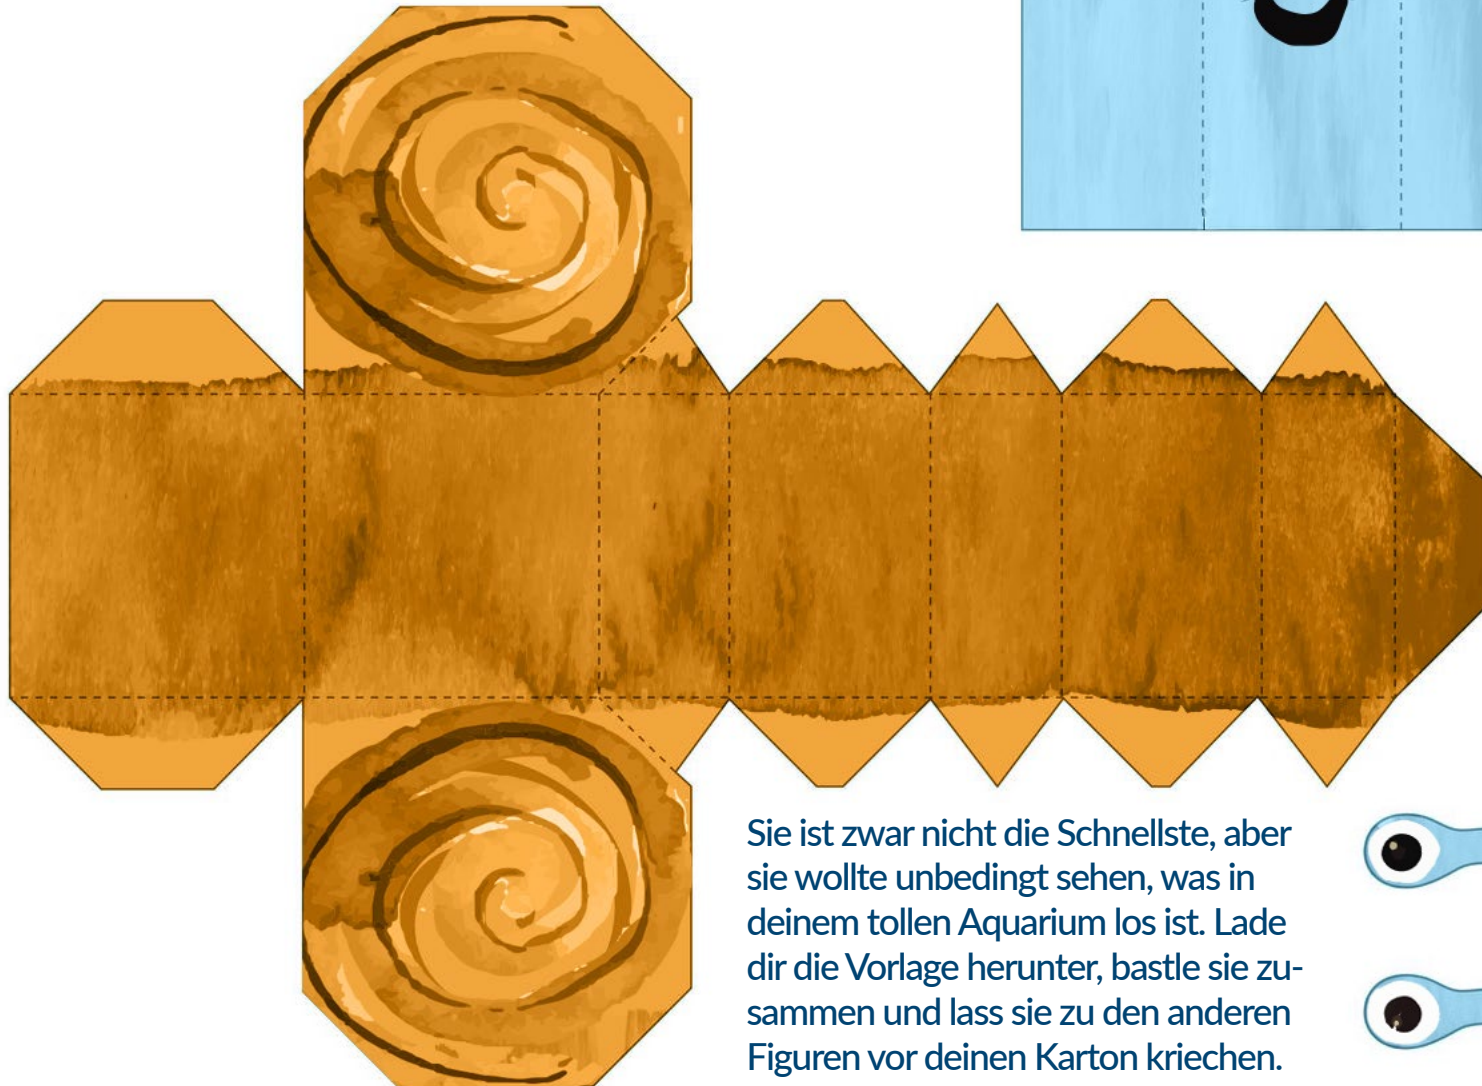 Sie ist zwar nicht die Schnellste, aber
sie wollte unbedingt sehen, was in
deinem tollen Aquarium los ist. Lade
dir die Vorlage herunter, bastle sie zu-
sammen und lass sie zu den anderen
Figuren vor deinen Karton kriechen.